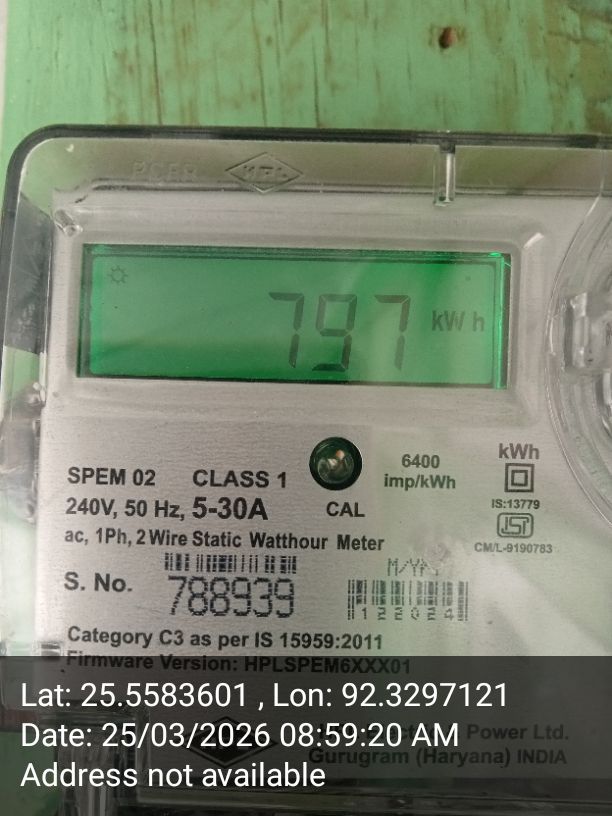 HPL
797 kWh
SPEM 02 CLASS 1
6400 imp/kWh
kWh
240V, 50 Hz, 5-30A
CAL
IS:13779
ISI
CM/L-9190783
ac, 1Ph, 2 Wire Static Watthour Meter
S. No. 788939
Category C3 as per IS 15959:2011
Firmware Version: HPLSPEM6XXX01
Power Ltd.
Gurugram (Haryana) INDIA
Lat: 25.5583601 , Lon: 92.3297121
Date: 25/03/2026 08:59:20 AM
Address not available